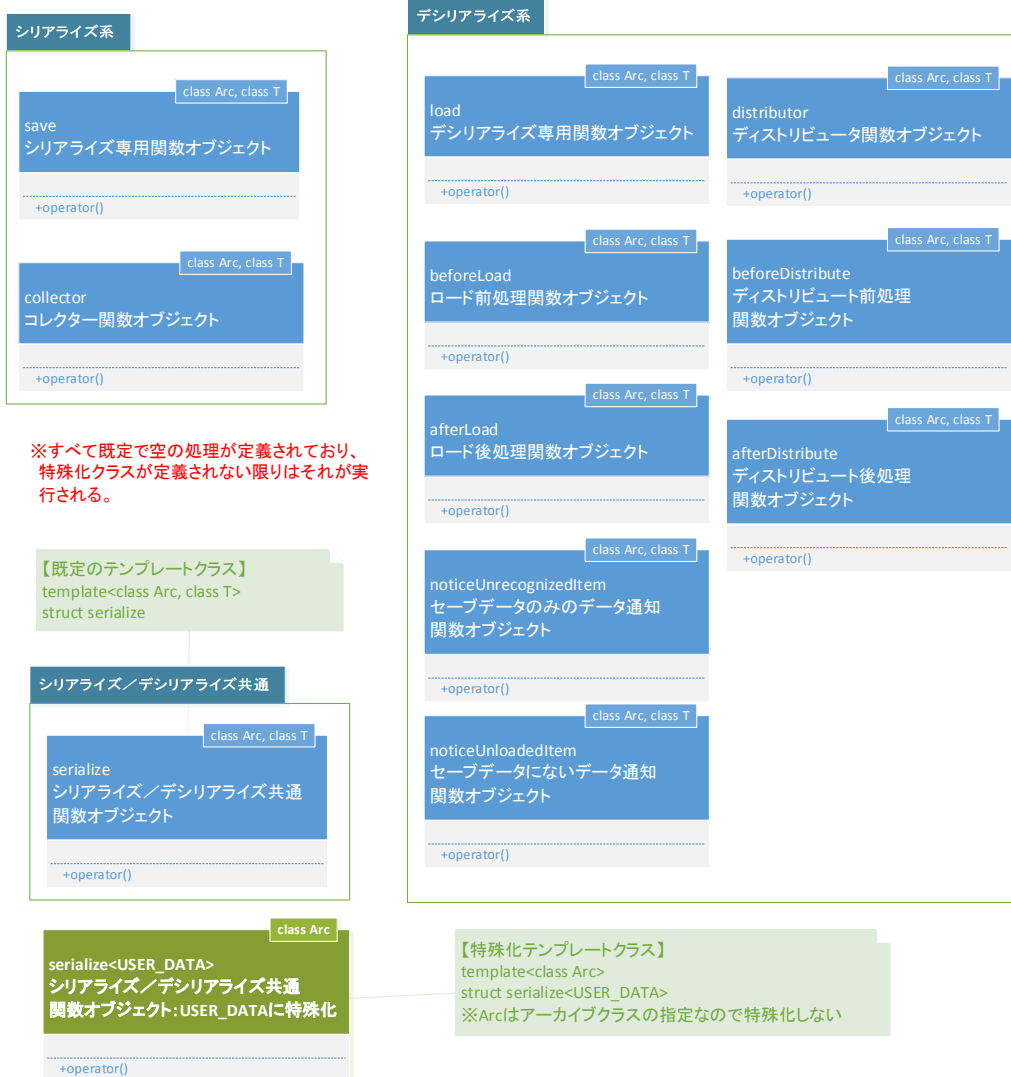 シリアライズ系
class Arc, class T
save
シリアライズ専用関数オブジェクト
+operator()
class Arc, class T
collector
コレクター関数オブジェクト
+operator()
※すべて既定で空の処理が定義されており、
特殊化クラスが定義されない限りはそれが実
行される。
【既定のテンプレートクラス】
template<class Arc, class T>
struct serialize
シリアライズ／デシリアライズ共通
class Arc, class T
serialize
シリアライズ／デシリアライズ共通
関数オブジェクト
+operator()
class Arc
serialize<USER_DATA>
シリアライズ／デシリアライズ共通
関数オブジェクト：USER_DATAに特殊化
+operator()
デシリアライズ系
class Arc, class T
load
デシリアライズ専用関数オブジェクト
+operator()
class Arc, class T
beforeLoad
ロード前処理関数オブジェクト
+operator()
class Arc, class T
afterLoad
ロード後処理関数オブジェクト
+operator()
class Arc, class T
noticeUnrecognizedItem
セーブデータのみのデータ通知
関数オブジェクト
+operator()
class Arc, class T
noticeUnloadedItem
セーブデータにないデータ通知
関数オブジェクト
+operator()
class Arc, class T
distributor
ディストリビュータ関数オブジェクト
+operator()
class Arc, class T
beforeDistribute
ディストリビュート前処理
関数オブジェクト
+operator()
class Arc, class T
afterDistribute
ディストリビュート後処理
関数オブジェクト
+operator()
【特殊化テンプレートクラス】
template<class Arc>
struct serialize<USER_DATA>
※Arcはアーカイブクラスの指定なので特殊化しない